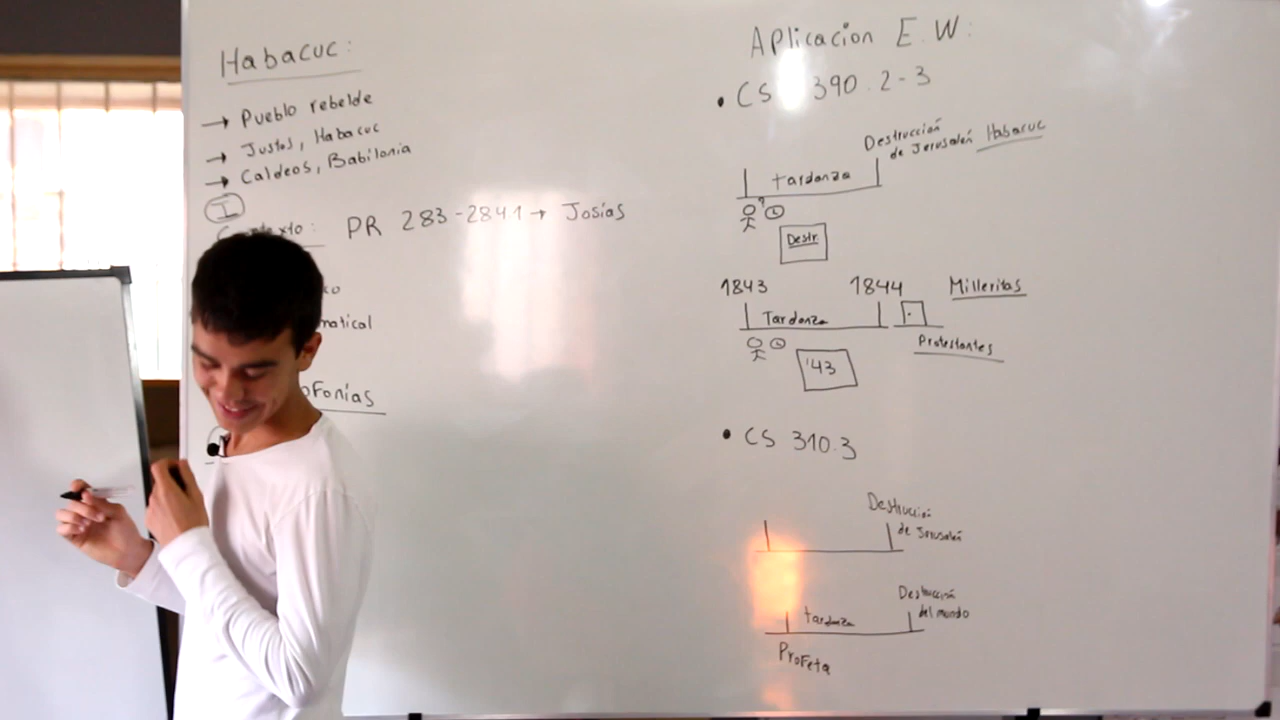 Habacuc:
→ Pueblo rebelde
→ Justos, Habacuc
→ Caldeos, Babilonia
I
PR 283-284.1 → Josías
Aplicacion E.W:
• CS 390.2-3
Destrucción
de Jerusalén Habacuc
tardanza
?
Destr.
1843 1844 Milleritas
Tardanza
Protestantes
'43
• CS 310.3
Destrucción
de Jerusalén
Destrucción
del mundo
tardanza
Profeta